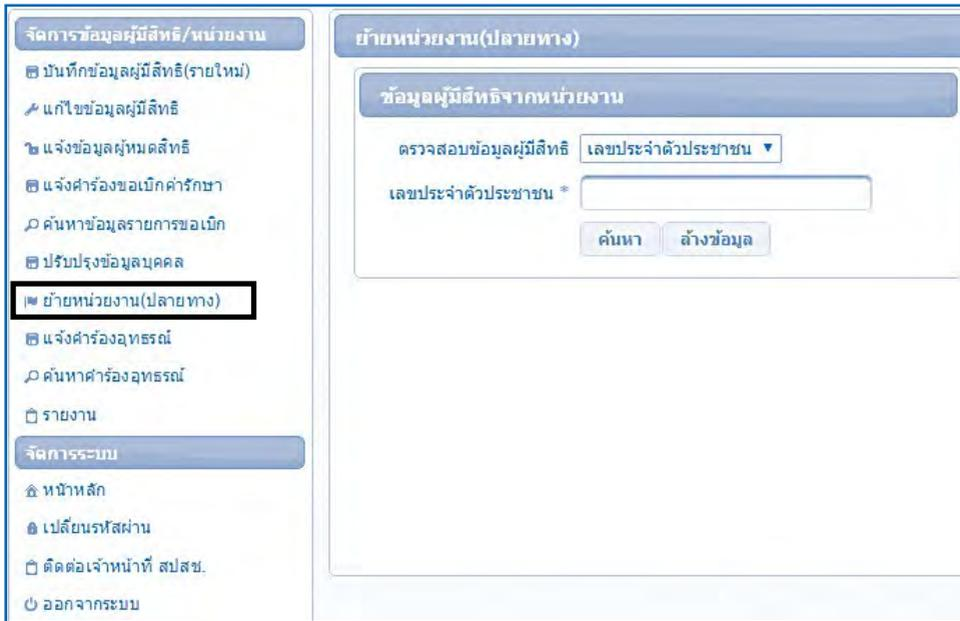 จัดการข้อมูลผู้มีสิทธิ/หน่วยงาน
บันทึกข้อมูลผู้มีสิทธิ(รายใหม่)
แก้ไขข้อมูลผู้มีสิทธิ
แจ้งข้อมูลผู้หมดสิทธิ
แจ้งคำร้องขอเบิกค่ารักษา
ค้นหาข้อมูลรายการขอเบิก
ปรับปรุงข้อมูลบุคคล
ย้ายหน่วยงาน(ปลายทาง)
แจ้งคำร้องอุทธรณ์
ค้นหาคำร้องอุทธรณ์
รายงาน
จัดการระบบ
หน้าหลัก
เปลี่ยนรหัสผ่าน
ติดต่อเจ้าหน้าที่ สปสช.
ออกจากระบบ
ย้ายหน่วยงาน(ปลายทาง)
ข้อมูลผู้มีสิทธิจากหน่วยงาน
ตรวจสอบข้อมูลผู้มีสิทธิ เลขประจำตัวประชาชน ▼
เลขประจำตัวประชาชน *
ค้นหา ล้างข้อมูล